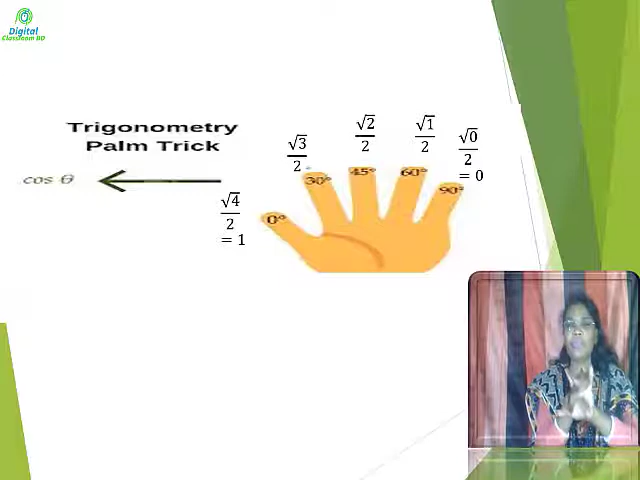 Digital
Classroom BD
Trigonometry
Palm Trick
cos θ
√4/2
= 1
√3/2
√2/2
√1/2
√0/2
= 0
0°
30°
45°
60°
90°